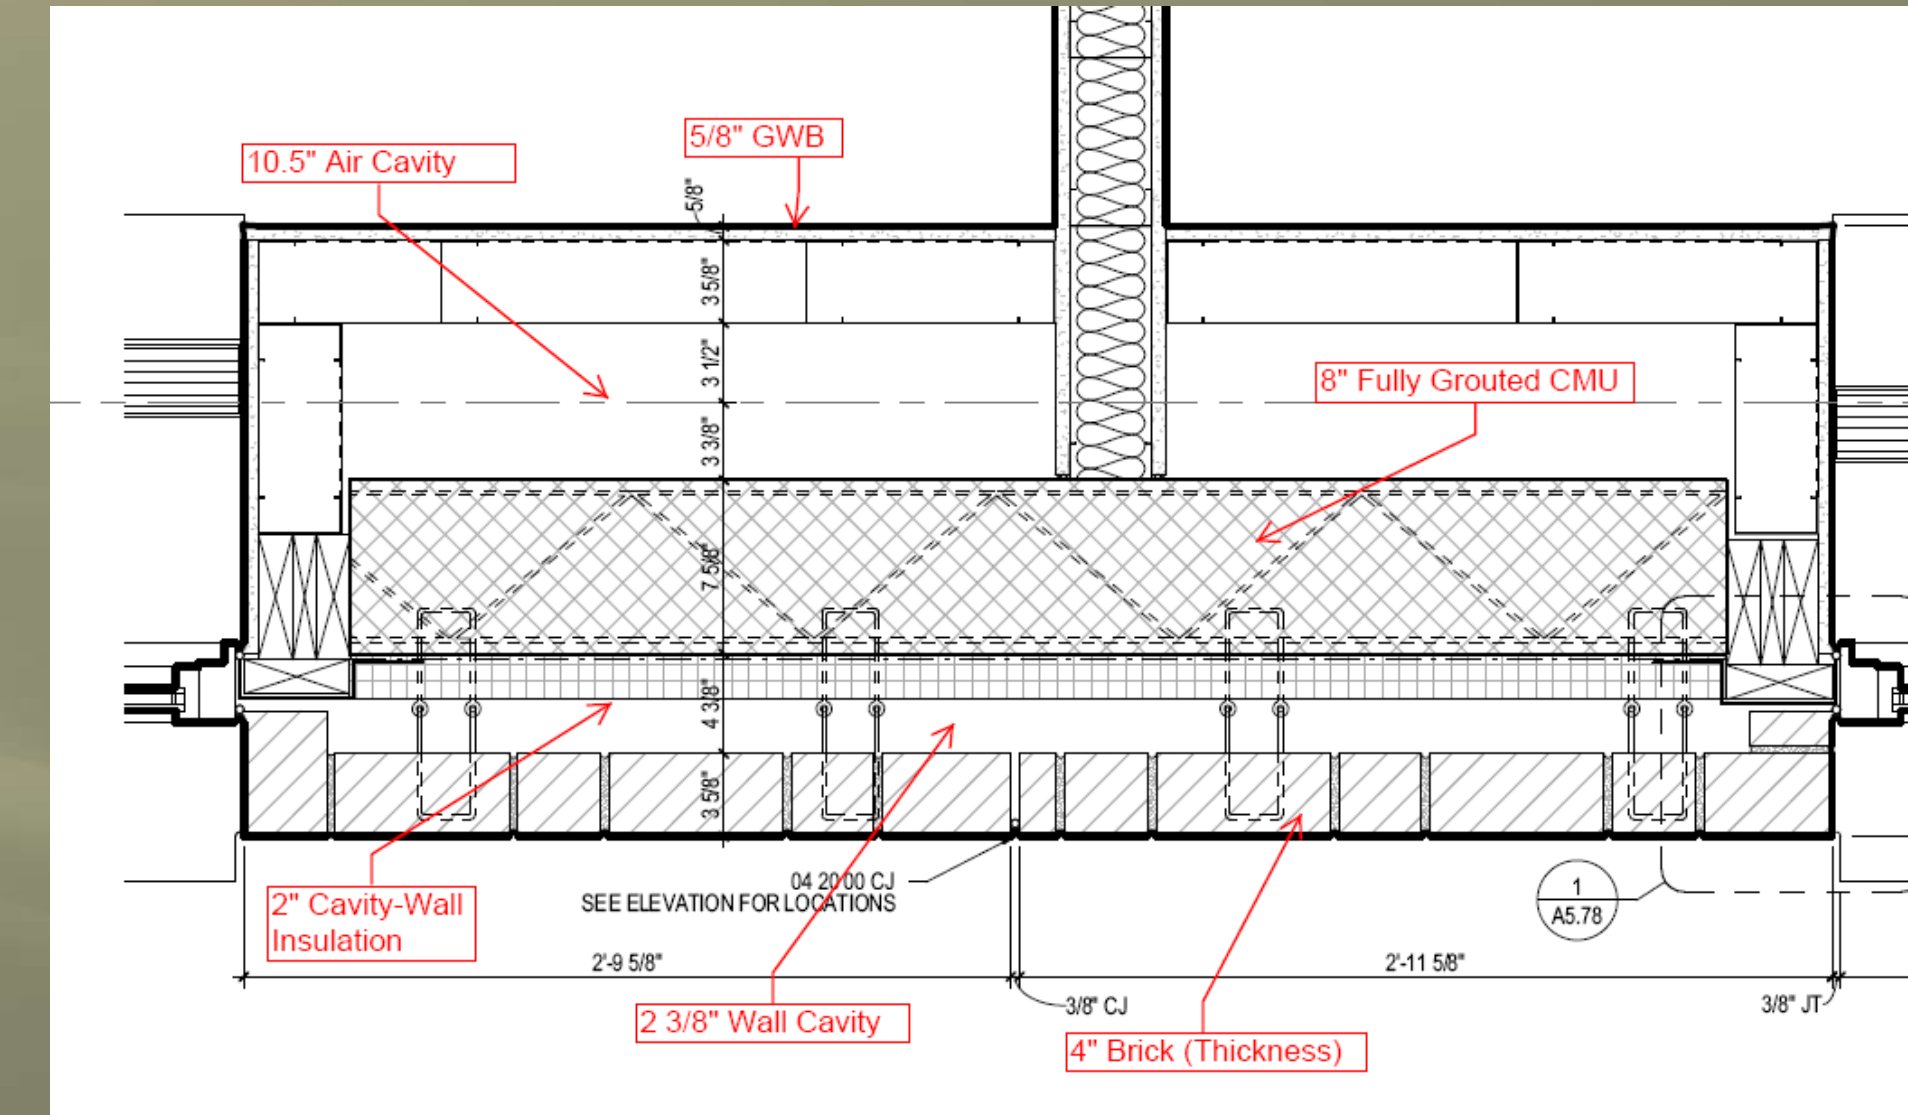 5/8" GWB
10.5" Air Cavity
5/8"
3 5/8"
3 1/2"
8" Fully Grouted CMU
3 3/8"
7 5/8"
4 3/8"
3 5/8"
04 20 00 CJ
SEE ELEVATION FOR LOCATIONS
1
A5.78
2" Cavity-Wall
Insulation
2'-9 5/8"
2'-11 5/8"
3/8" CJ
3/8" JT
2 3/8" Wall Cavity
4" Brick (Thickness)